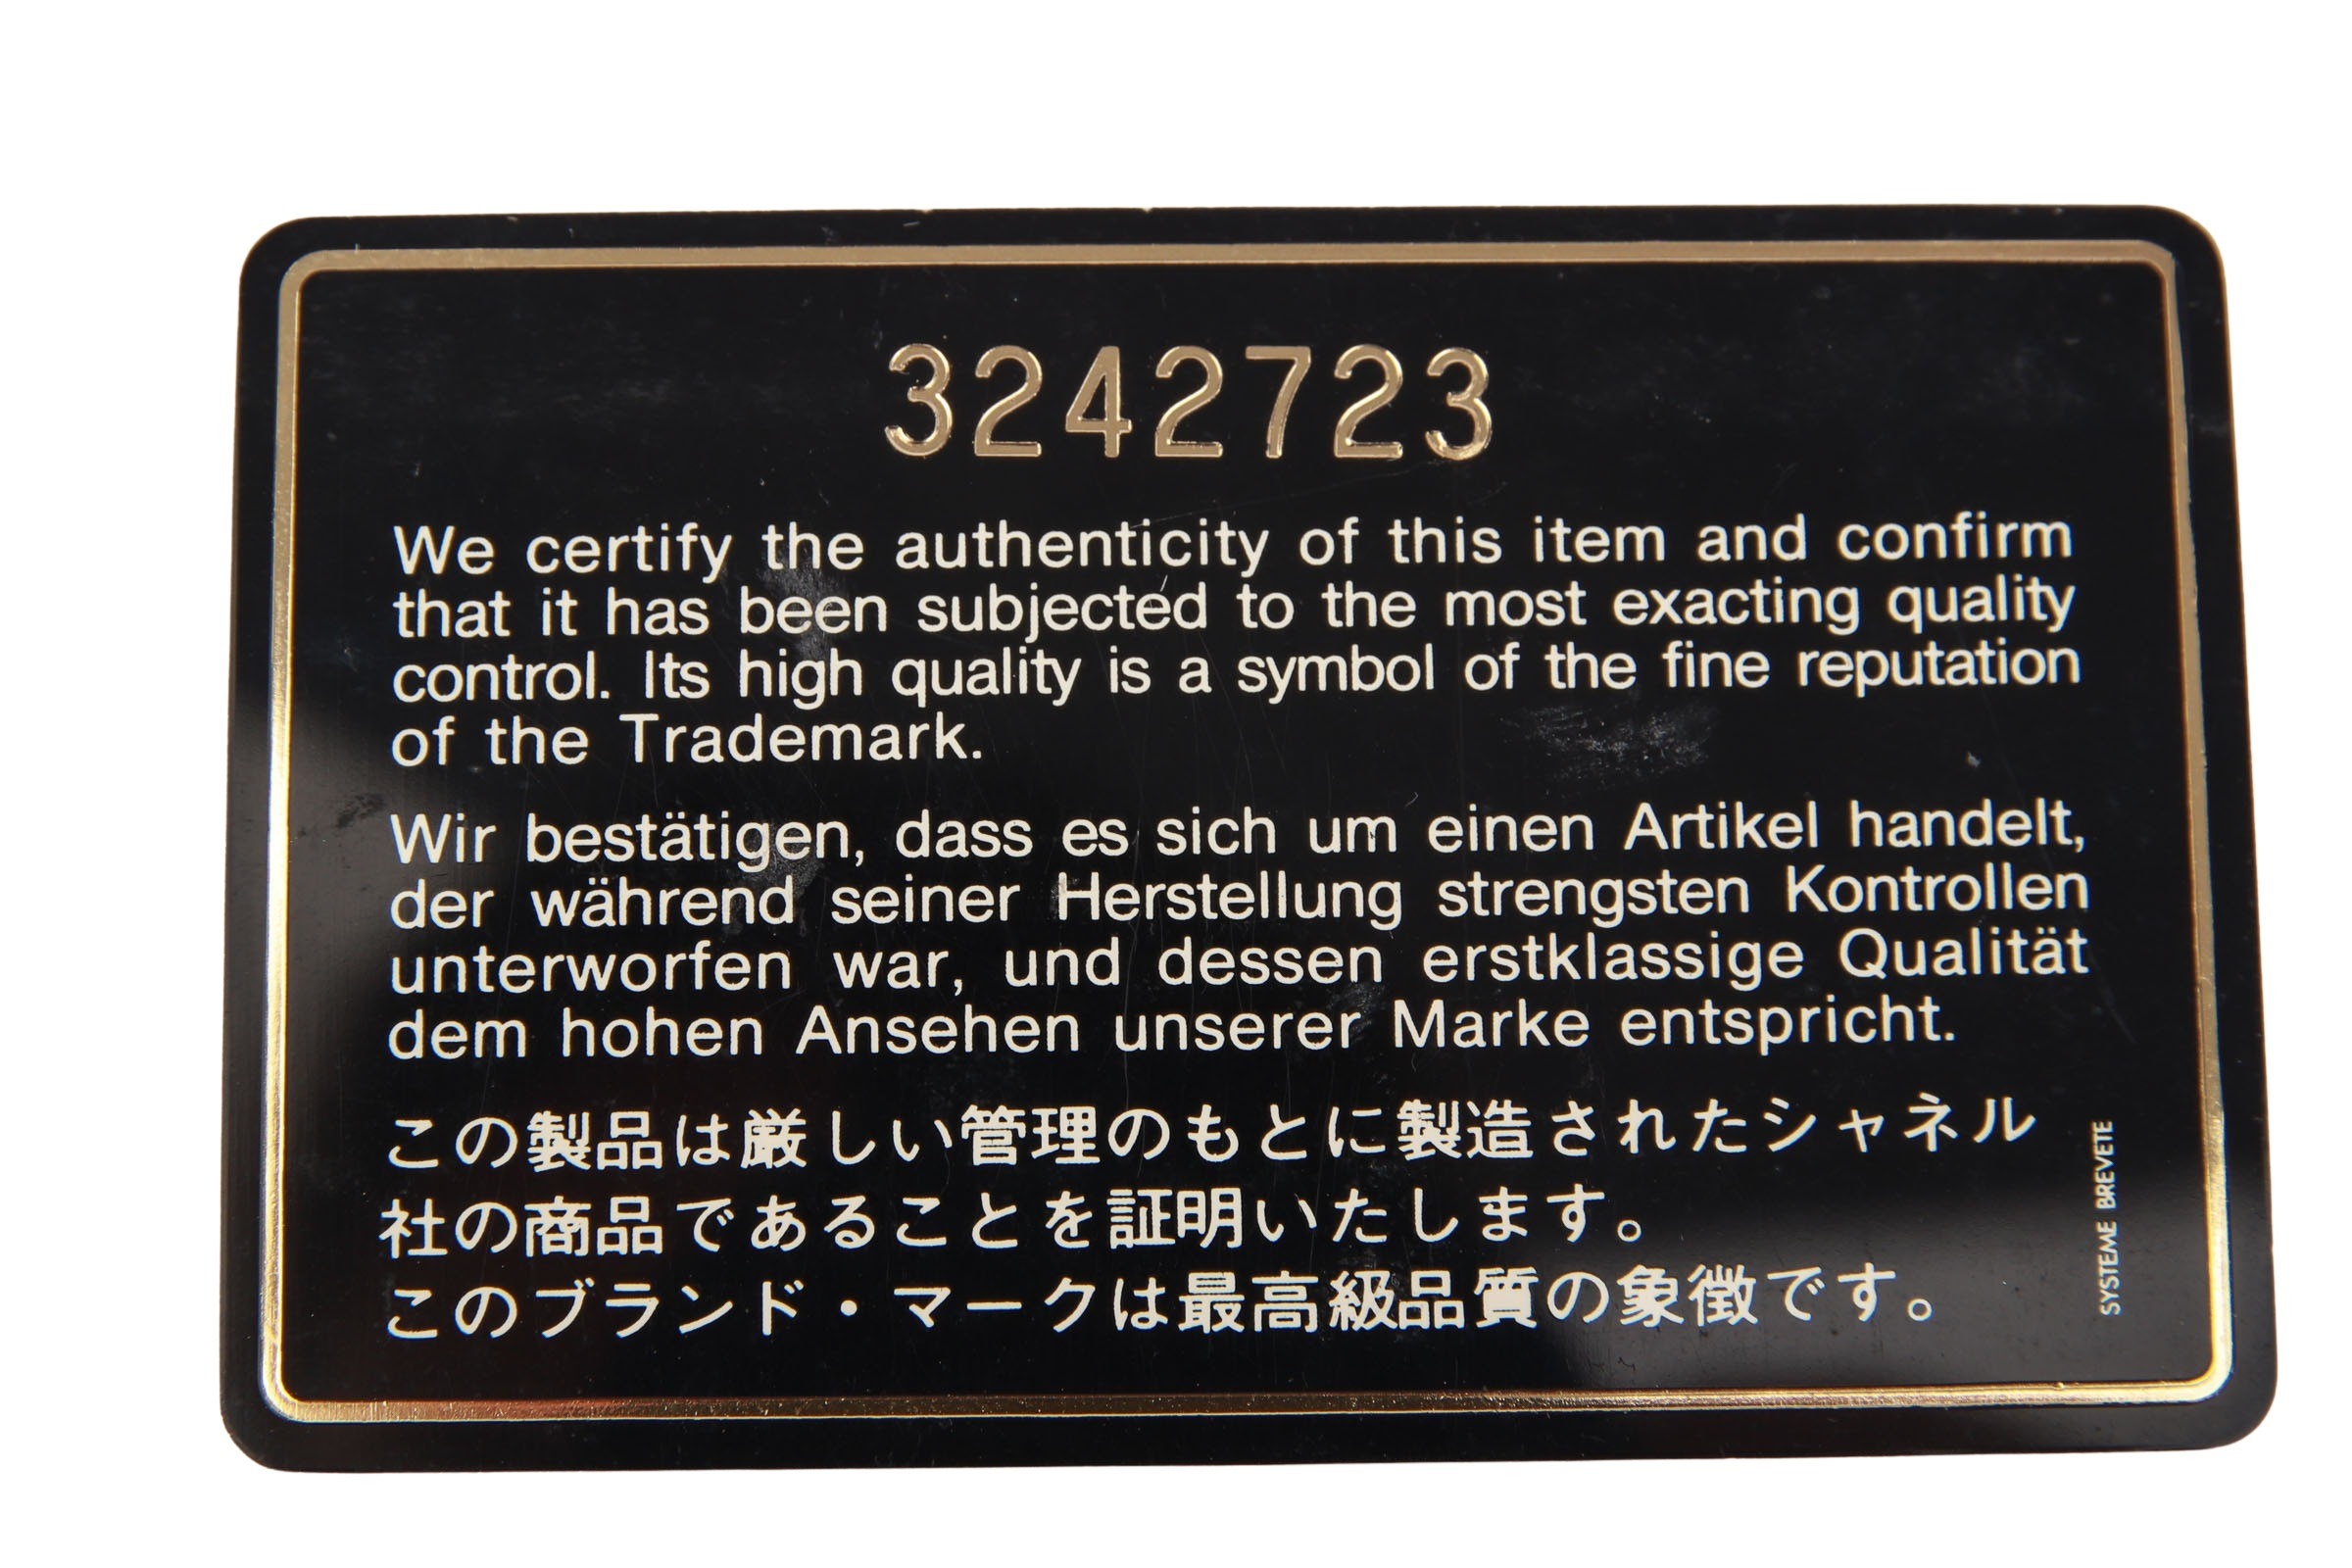 3242723
We certify the authenticity of this item and confirm
that it has been subjected to the most exacting quality
control. Its high quality is a symbol of the fine reputation
of the Trademark.
Wir bestätigen, dass es sich um einen Artikel handelt,
der während seiner Herstellung strengsten Kontrollen
unterworfen war, und dessen erstklassige Qualität
dem hohen Ansehen unserer Marke entspricht.
この製品は厳しい管理のもとに製造されたシャネル
社の商品であることを証明いたします。
このブランド・マークは最高級品質の象徴です。
SYSTEME BREVETE